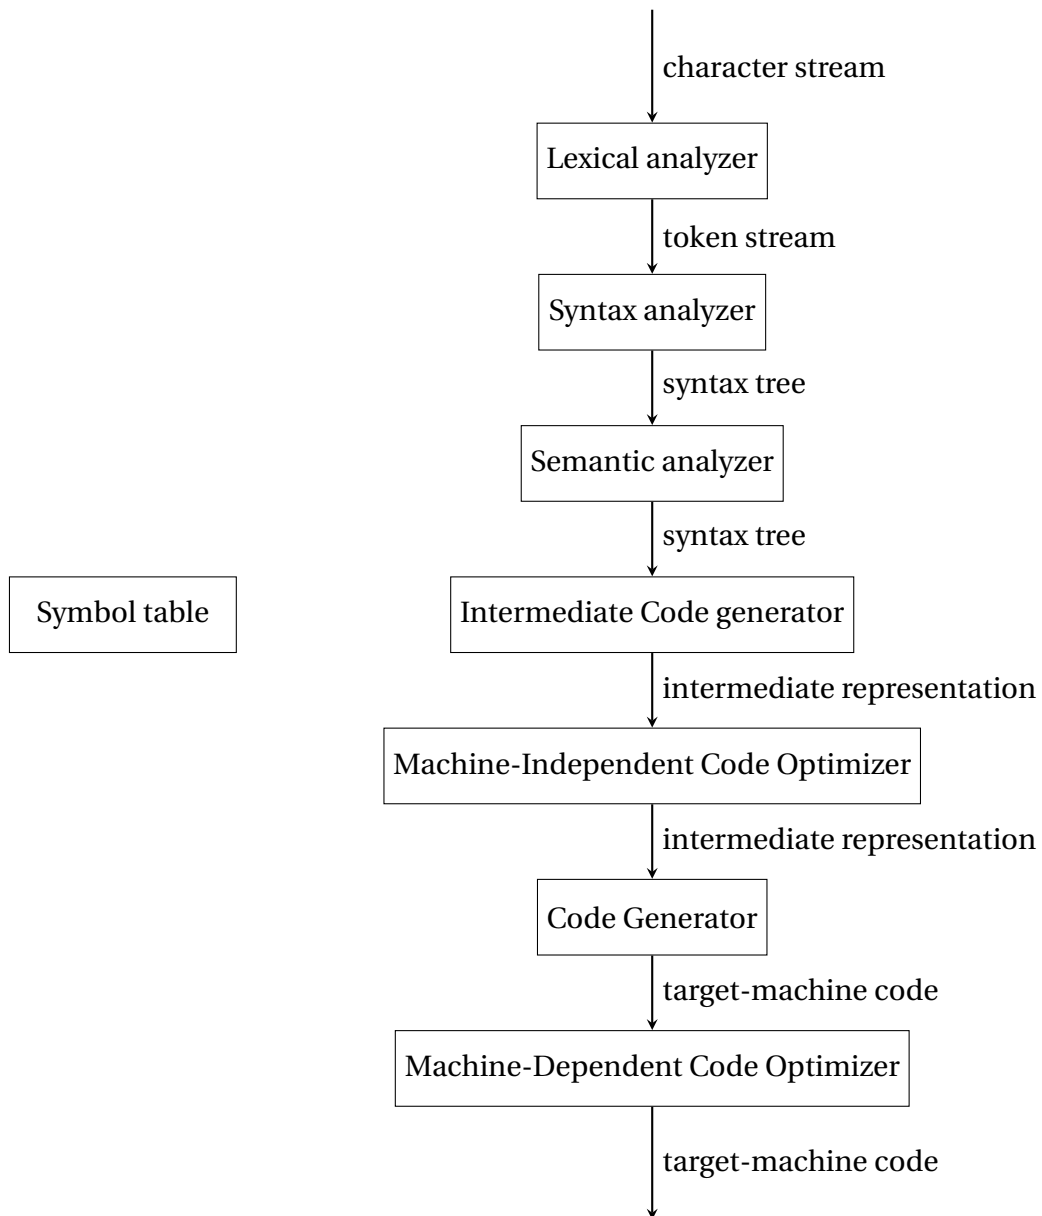 character stream
Lexical analyzer
token stream
Syntax analyzer
syntax tree
Semantic analyzer
syntax tree
Symbol table
Intermediate Code generator
intermediate representation
Machine-Independent Code Optimizer
intermediate representation
Code Generator
target-machine code
Machine-Dependent Code Optimizer
target-machine code